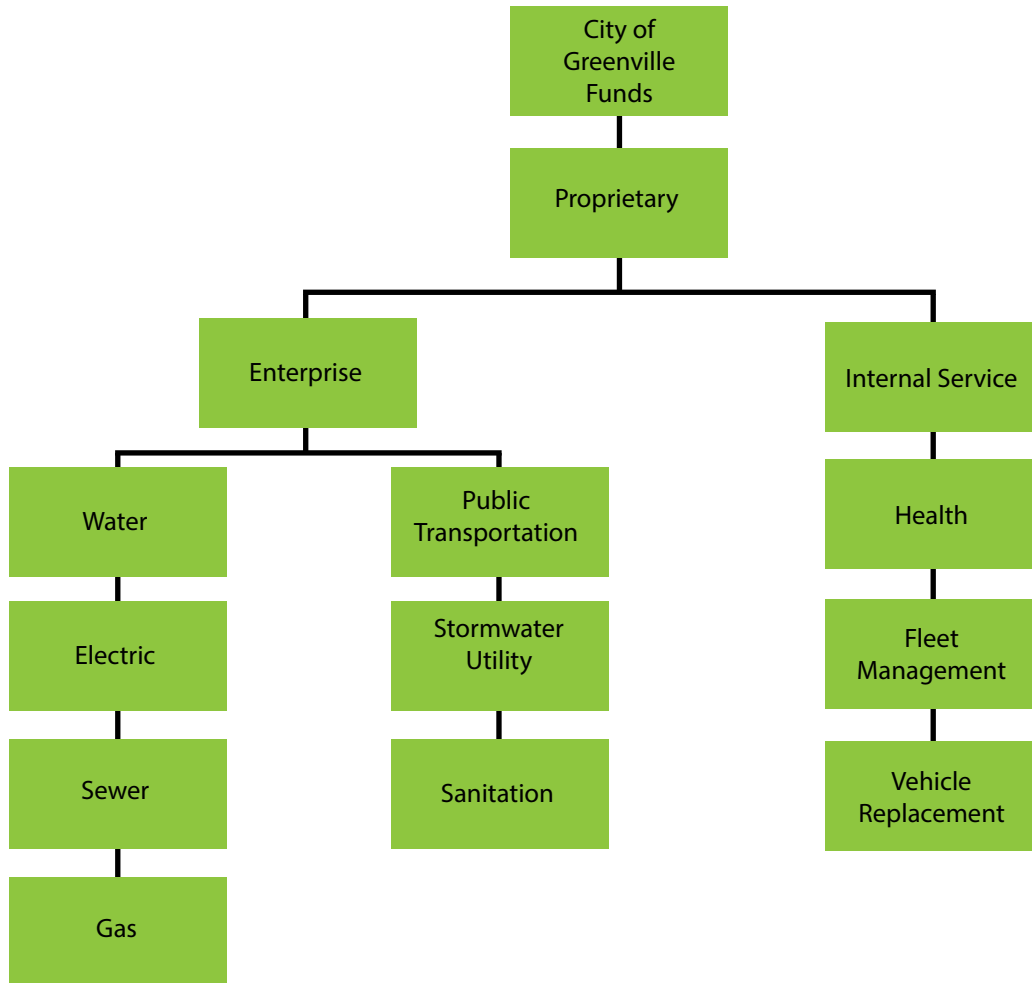 City of
Greenville
Funds
Proprietary
Enterprise
Internal Service
Water
Public
Transportation
Health
Electric
Stormwater
Utility
Fleet
Management
Sewer
Sanitation
Vehicle
Replacement
Gas